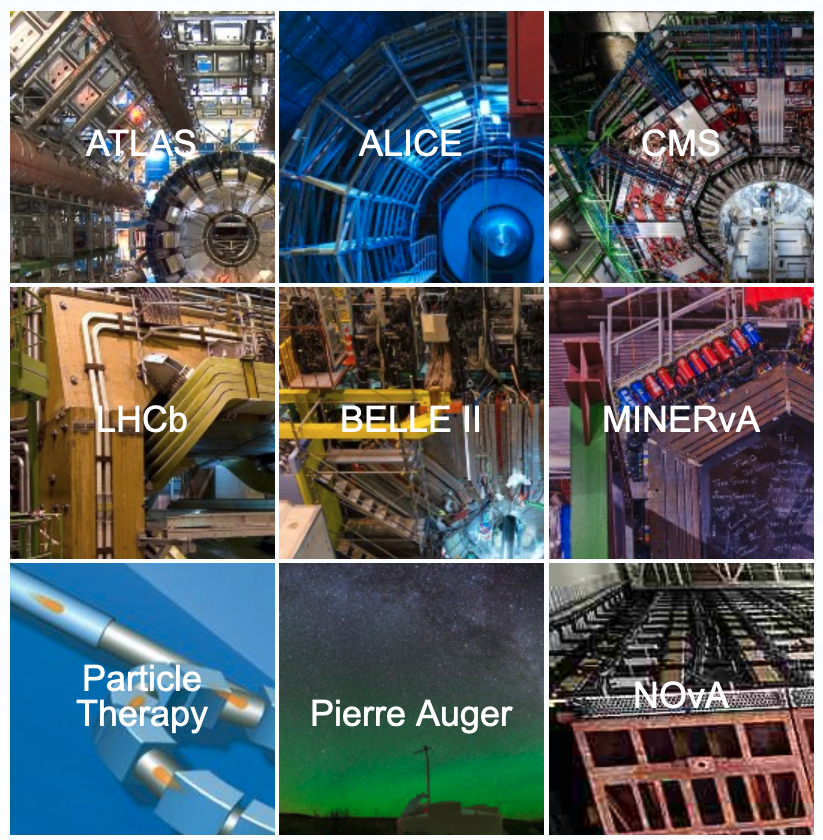 ATLAS
ALICE
CMS
LHCb
BELLE II
MINERvA
Particle
Therapy
Pierre Auger
NOvA